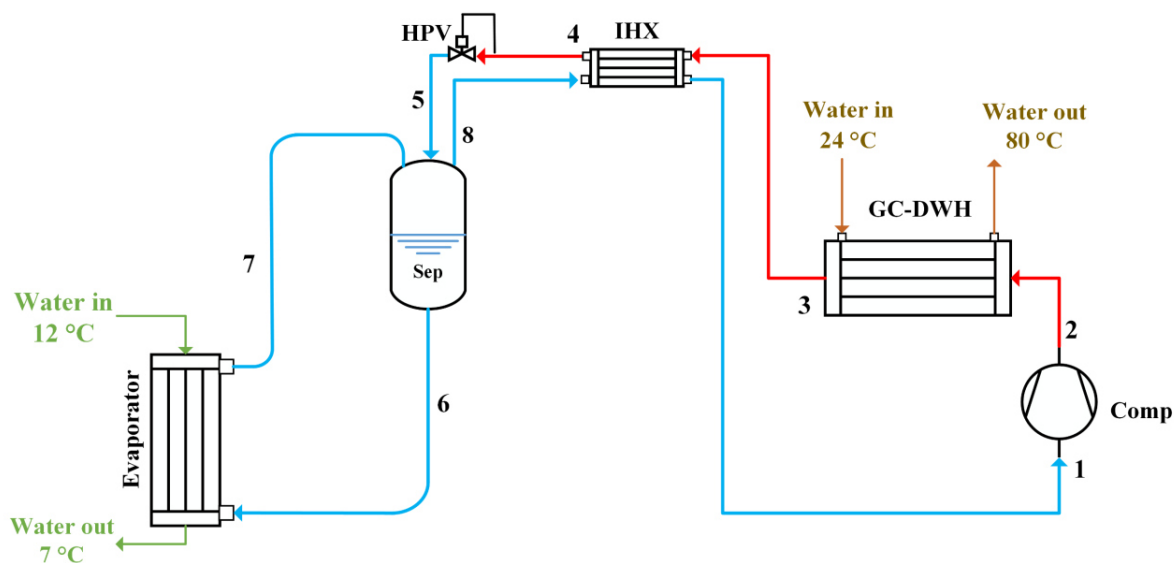 HPV
4
IHX
5
8
Water in
24 °C
Water out
80 °C
GC-DWH
7
Sep
3
2
Water in
12 °C
Evaporator
6
Comp
1
Water out
7 °C